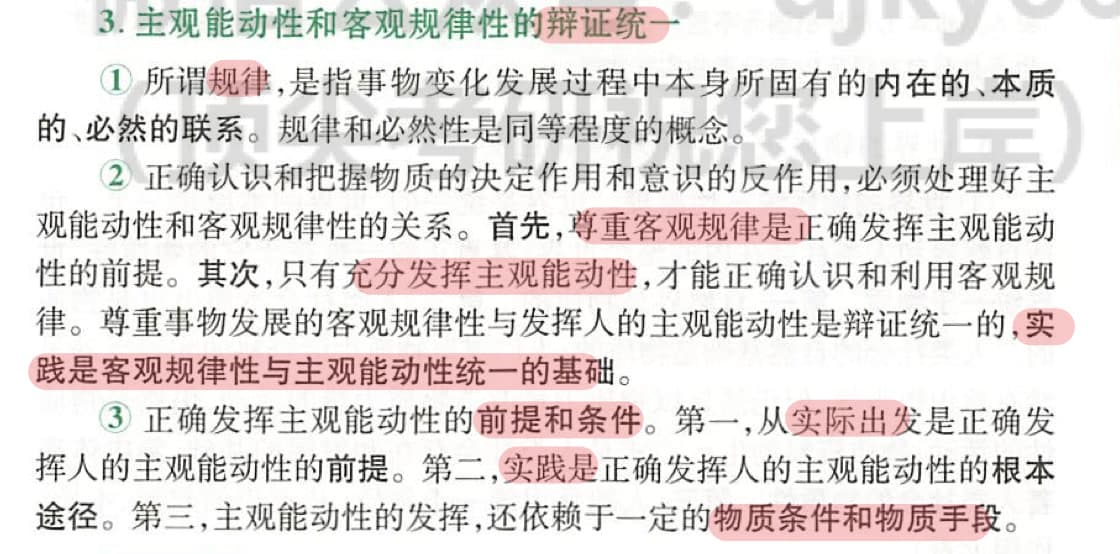 3. 主观能动性和客观规律性的辩证统一
① 所谓规律,是指事物变化发展过程中本身所固有的内在的、本质
的、必然的联系。规律和必然性是同等程度的概念。
② 正确认识和把握物质的决定作用和意识的反作用,必须处理好主
观能动性和客观规律性的关系。首先,尊重客观规律是正确发挥主观能动
性的前提。其次,只有充分发挥主观能动性,才能正确认识和利用客观规
律。尊重事物发展的客观规律性与发挥人的主观能动性是辩证统一的,实
践是客观规律性与主观能动性统一的基础。
③ 正确发挥主观能动性的前提和条件。第一,从实际出发是正确发
挥人的主观能动性的前提。第二,实践是正确发挥人的主观能动性的根本
途径。第三,主观能动性的发挥,还依赖于一定的物质条件和物质手段。